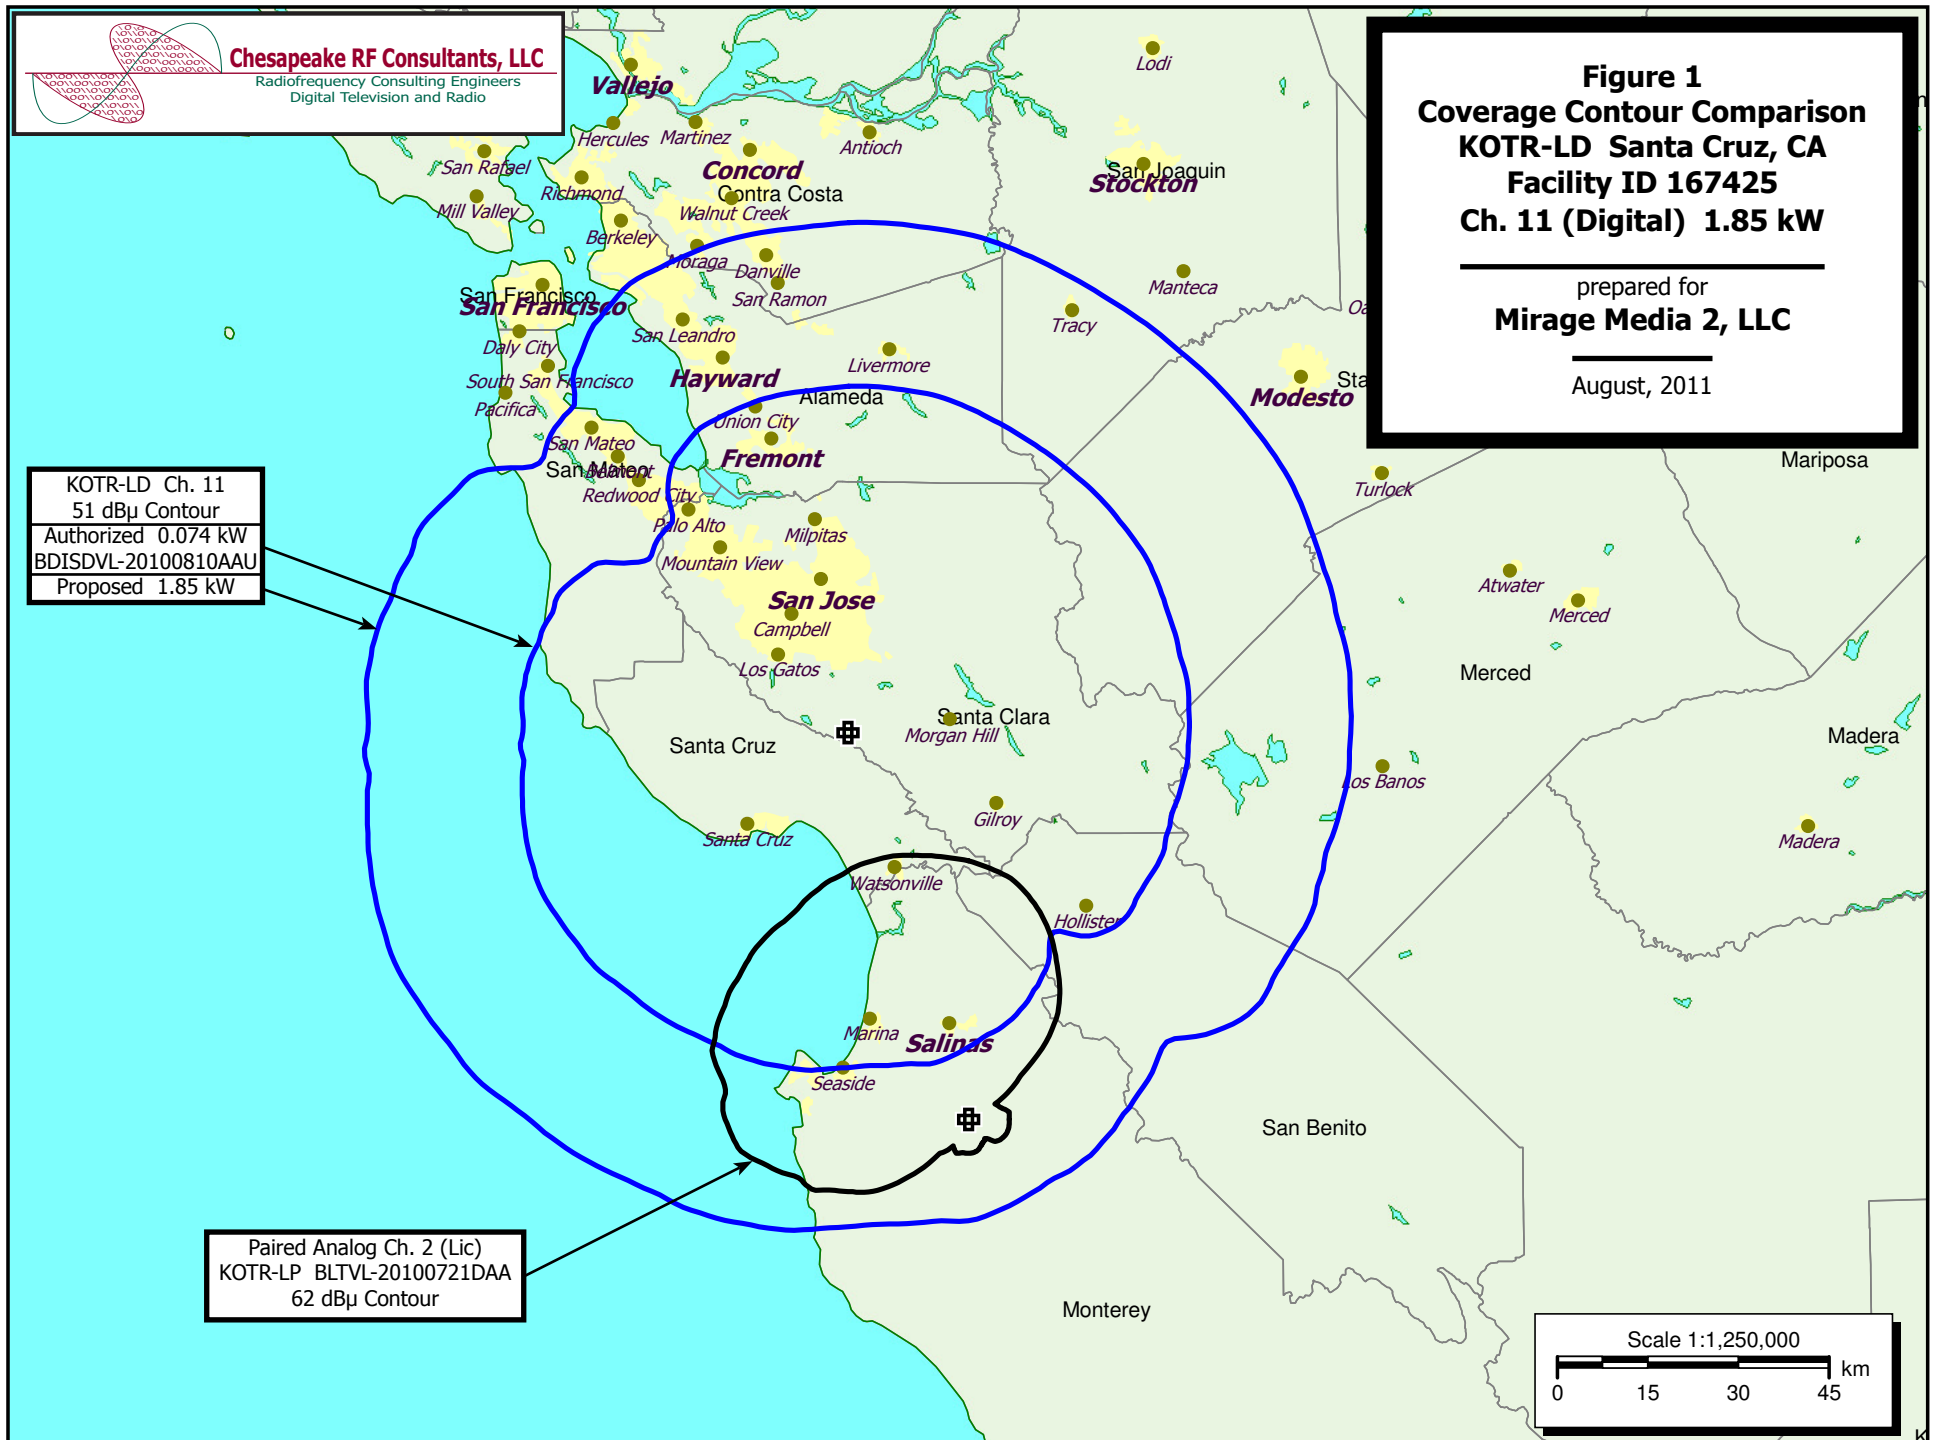 Chesapeake RF Consultants, LLC
Radiofrequency Consulting Engineers
Digital Television and Radio
Figure 1
Coverage Contour Comparison
KOTR-LD Santa Cruz, CA
Facility ID 167425
Ch. 11 (Digital) 1.85 kW
prepared for
Mirage Media 2, LLC
August, 2011
Lodi
Vallejo
Hercules
Martinez
Antioch
San Rafael
Concord
San Joaquin
Stockton
Richmond
Contra Costa
Mill Valley
Walnut Creek
Berkeley
Moraga
Danville
San Ramon
Manteca
San Francisco
San Francisco
Tracy
San Leandro
Daly City
Livermore
South San Francisco
Hayward
Sta
Modesto
Alameda
Pacifica
Union City
San Mateo
Fremont
Mariposa
San Mateo
Belmont
Redwood City
Turlock
KOTR-LD Ch. 11
51 dBµ Contour
Authorized 0.074 kW
BDISDVL-20100810AAU
Proposed 1.85 kW
Palo Alto
Milpitas
Mountain View
Atwater
San Jose
Merced
Campbell
Los Gatos
Merced
Santa Clara
Morgan Hill
Santa Cruz
Madera
Los Banos
Gilroy
Santa Cruz
Madera
Watsonville
Hollister
Marina
Salinas
Seaside
San Benito
Paired Analog Ch. 2 (Lic)
KOTR-LP BLTVL-20100721DAA
62 dBµ Contour
Monterey
Scale 1:1,250,000
km
0 15 30 45